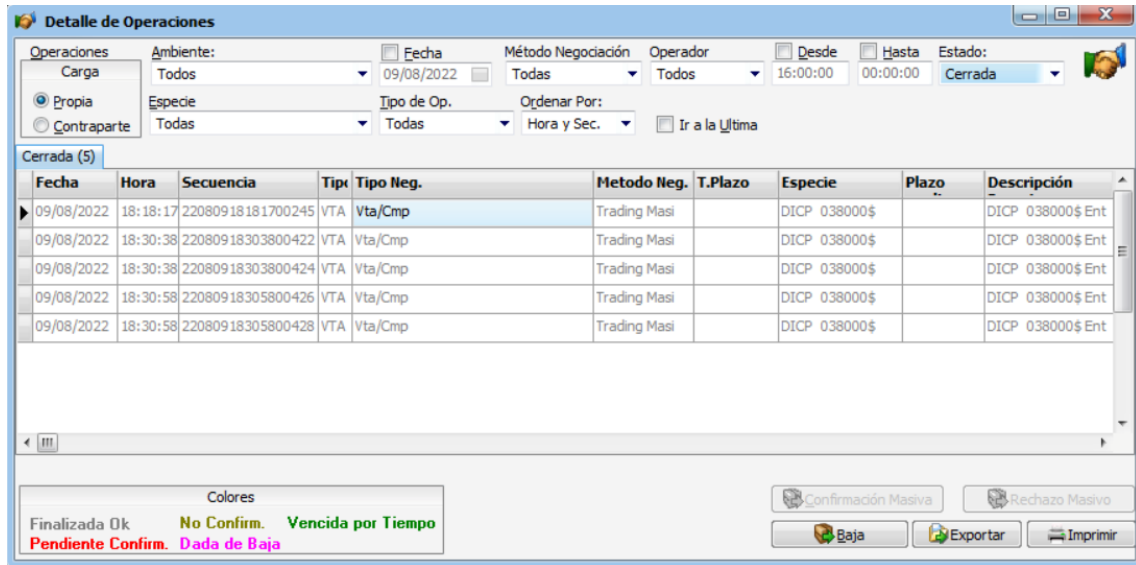 Detalle de Operaciones
Operaciones Ambiente: Fecha Método Negociación Operador Desde Hasta Estado:
Carga Todos 09/08/2022 Todas Todos 16:00:00 00:00:00 Cerrada
Propia Especie Tipo de Op. Ordenar Por:
Contraparte Todas Todas Hora y Sec. Ir a la Ultima
Cerrada (5)
Fecha Hora Secuencia Tipo Tipo Neg. Metodo Neg. T.Plazo Especie Plazo Descripción
09/08/2022 18:18:17 22080918181700245 VTA Vta/Cmp Trading Masi DICP 038000$ DICP 038000$ Ent
09/08/2022 18:30:38 22080918303800422 VTA Vta/Cmp Trading Masi DICP 038000$ DICP 038000$ Ent
09/08/2022 18:30:38 22080918303800424 VTA Vta/Cmp Trading Masi DICP 038000$ DICP 038000$ Ent
09/08/2022 18:30:58 22080918305800426 VTA Vta/Cmp Trading Masi DICP 038000$ DICP 038000$ Ent
09/08/2022 18:30:58 22080918305800428 VTA Vta/Cmp Trading Masi DICP 038000$ DICP 038000$ Ent
Colores Confirmación Masiva Rechazo Masivo
Finalizada Ok No Confirm. Vencida por Tiempo
Pendiente Confirm. Dada de Baja Baja Exportar Imprimir